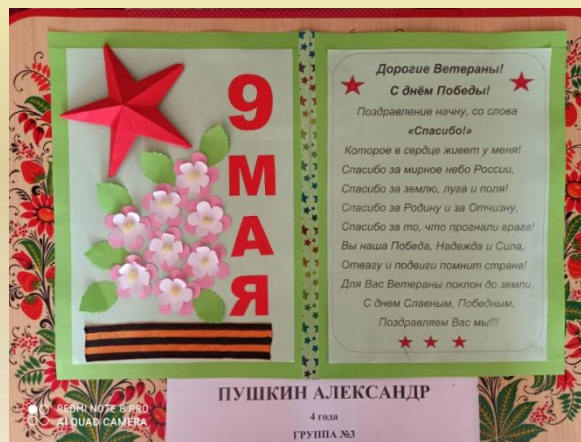 9
М
А
Я
Дорогие Ветераны!
С днём Победы!
Поздравление начну, со слова
«Спасибо!»
Которое в сердце живет у меня!
Спасибо за мирное небо России,
Спасибо за землю, луга и поля!
Спасибо за Родину и за Отчизну,
Спасибо за то, что прогнали врага!
Вы наша Победа, Надежда и Сила,
Отвагу и подвиги помнит страна!
Для Вас Ветераны поклон до земли,
С днем Славным, Победным,
Поздравляем Вас мы!!!
ПУШКИН АЛЕКСАНДР
4 года
ГРУППА №3
REDMI NOTE 8 PRO
AI QUAD CAMERA